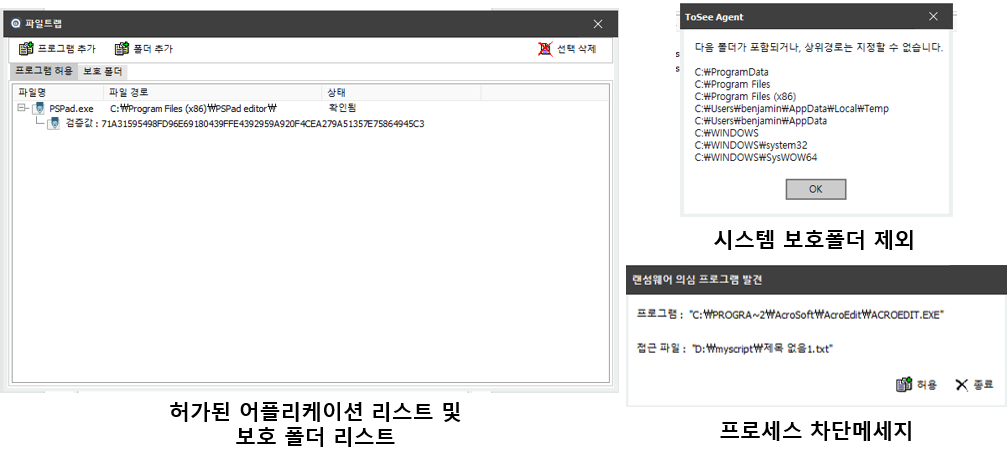 파일트랩
프로그램 추가 폴더 추가 선택 삭제
프로그램 허용 보호 폴더
파일명 파일 경로 상태
PSPad.exe C:\Program Files (x86)\PSPad editor\ 확인됨
검증값 : 71A31595498FD96E69180439FFE4392959A920F4CEA279A51357E75864945C3
허가된 어플리케이션 리스트 및
보호 폴더 리스트
ToSee Agent
다음 폴더가 포함되거나, 상위경로는 지정할 수 없습니다.
C:\ProgramData
C:\Program Files
C:\Program Files (x86)
C:\Users\benjamin\AppData\Local\Temp
C:\Users\benjamin\AppData
C:\WINDOWS
C:\WINDOWS\system32
C:\WINDOWS\SysWOW64
OK
시스템 보호폴더 제외
랜섬웨어 의심 프로그램 발견
프로그램 : "C:\PROGRA~2\AcroSoft\AcroEdit\ACROEDIT.EXE"
접근 파일 : "D:\myscript\제목 없음1.txt"
허용 종료
프로세스 차단메세지